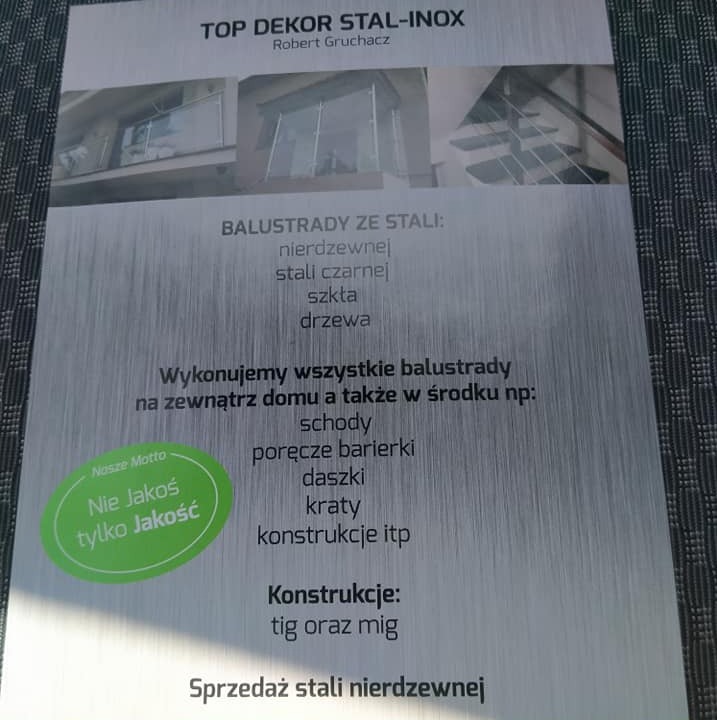 TOP DEKOR STAL-INOX
Robert Gruchacz
BALUSTRADY ZE STALI:
nierdzewnej
stali czarnej
szkła
drzewa
Wykonujemy wszystkie balustrady
na zewnątrz domu a także w środku np:
schody
poręcze barierki
daszki
kraty
konstrukcje itp
Nasze Motto
Nie Jakoś
tylko Jakość
Konstrukcje:
tig oraz mig
Sprzedaż stali nierdzewnej